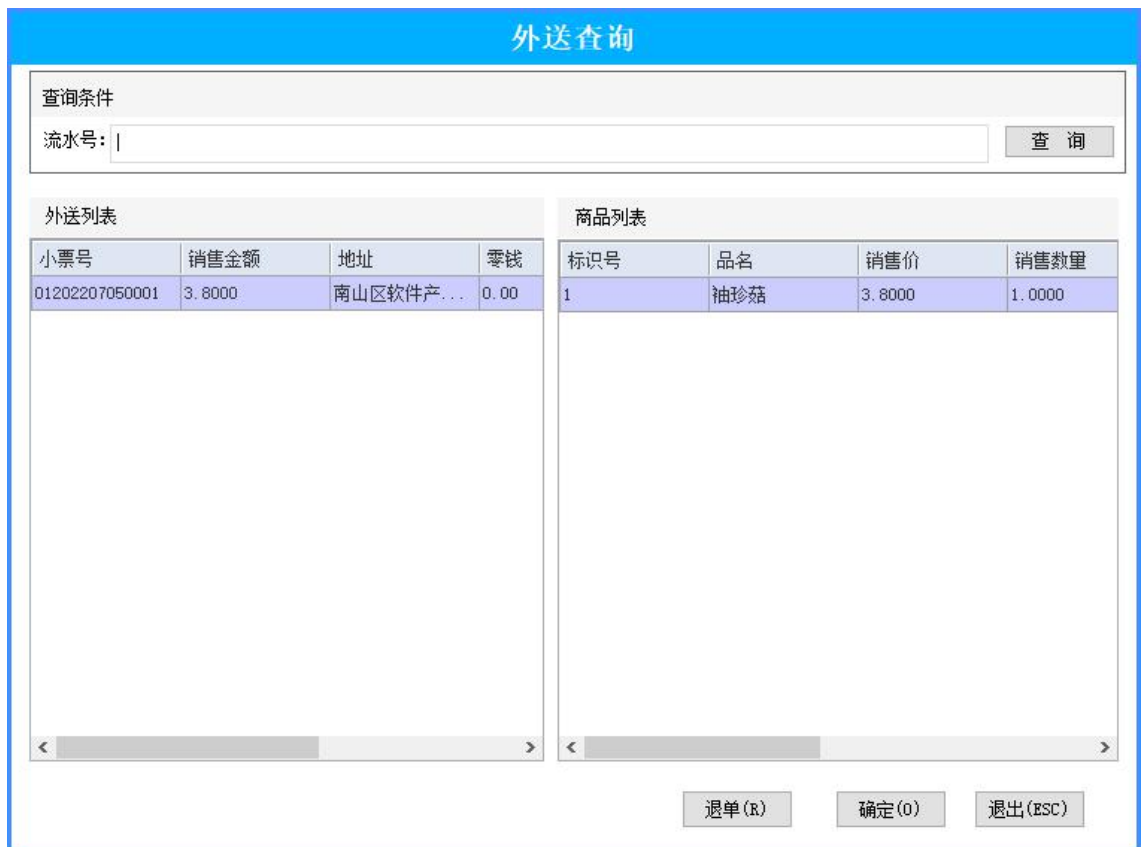 外送查询
查询条件
流水号:
查 询
外送列表
小票号 销售金额 地址 零钱
01202207050001 3.8000 南山区软件产... 0.00
商品列表
标识号 品名 销售价 销售数量
1 袖珍菇 3.8000 1.0000
退单(R) 确定(O) 退出(ESC)